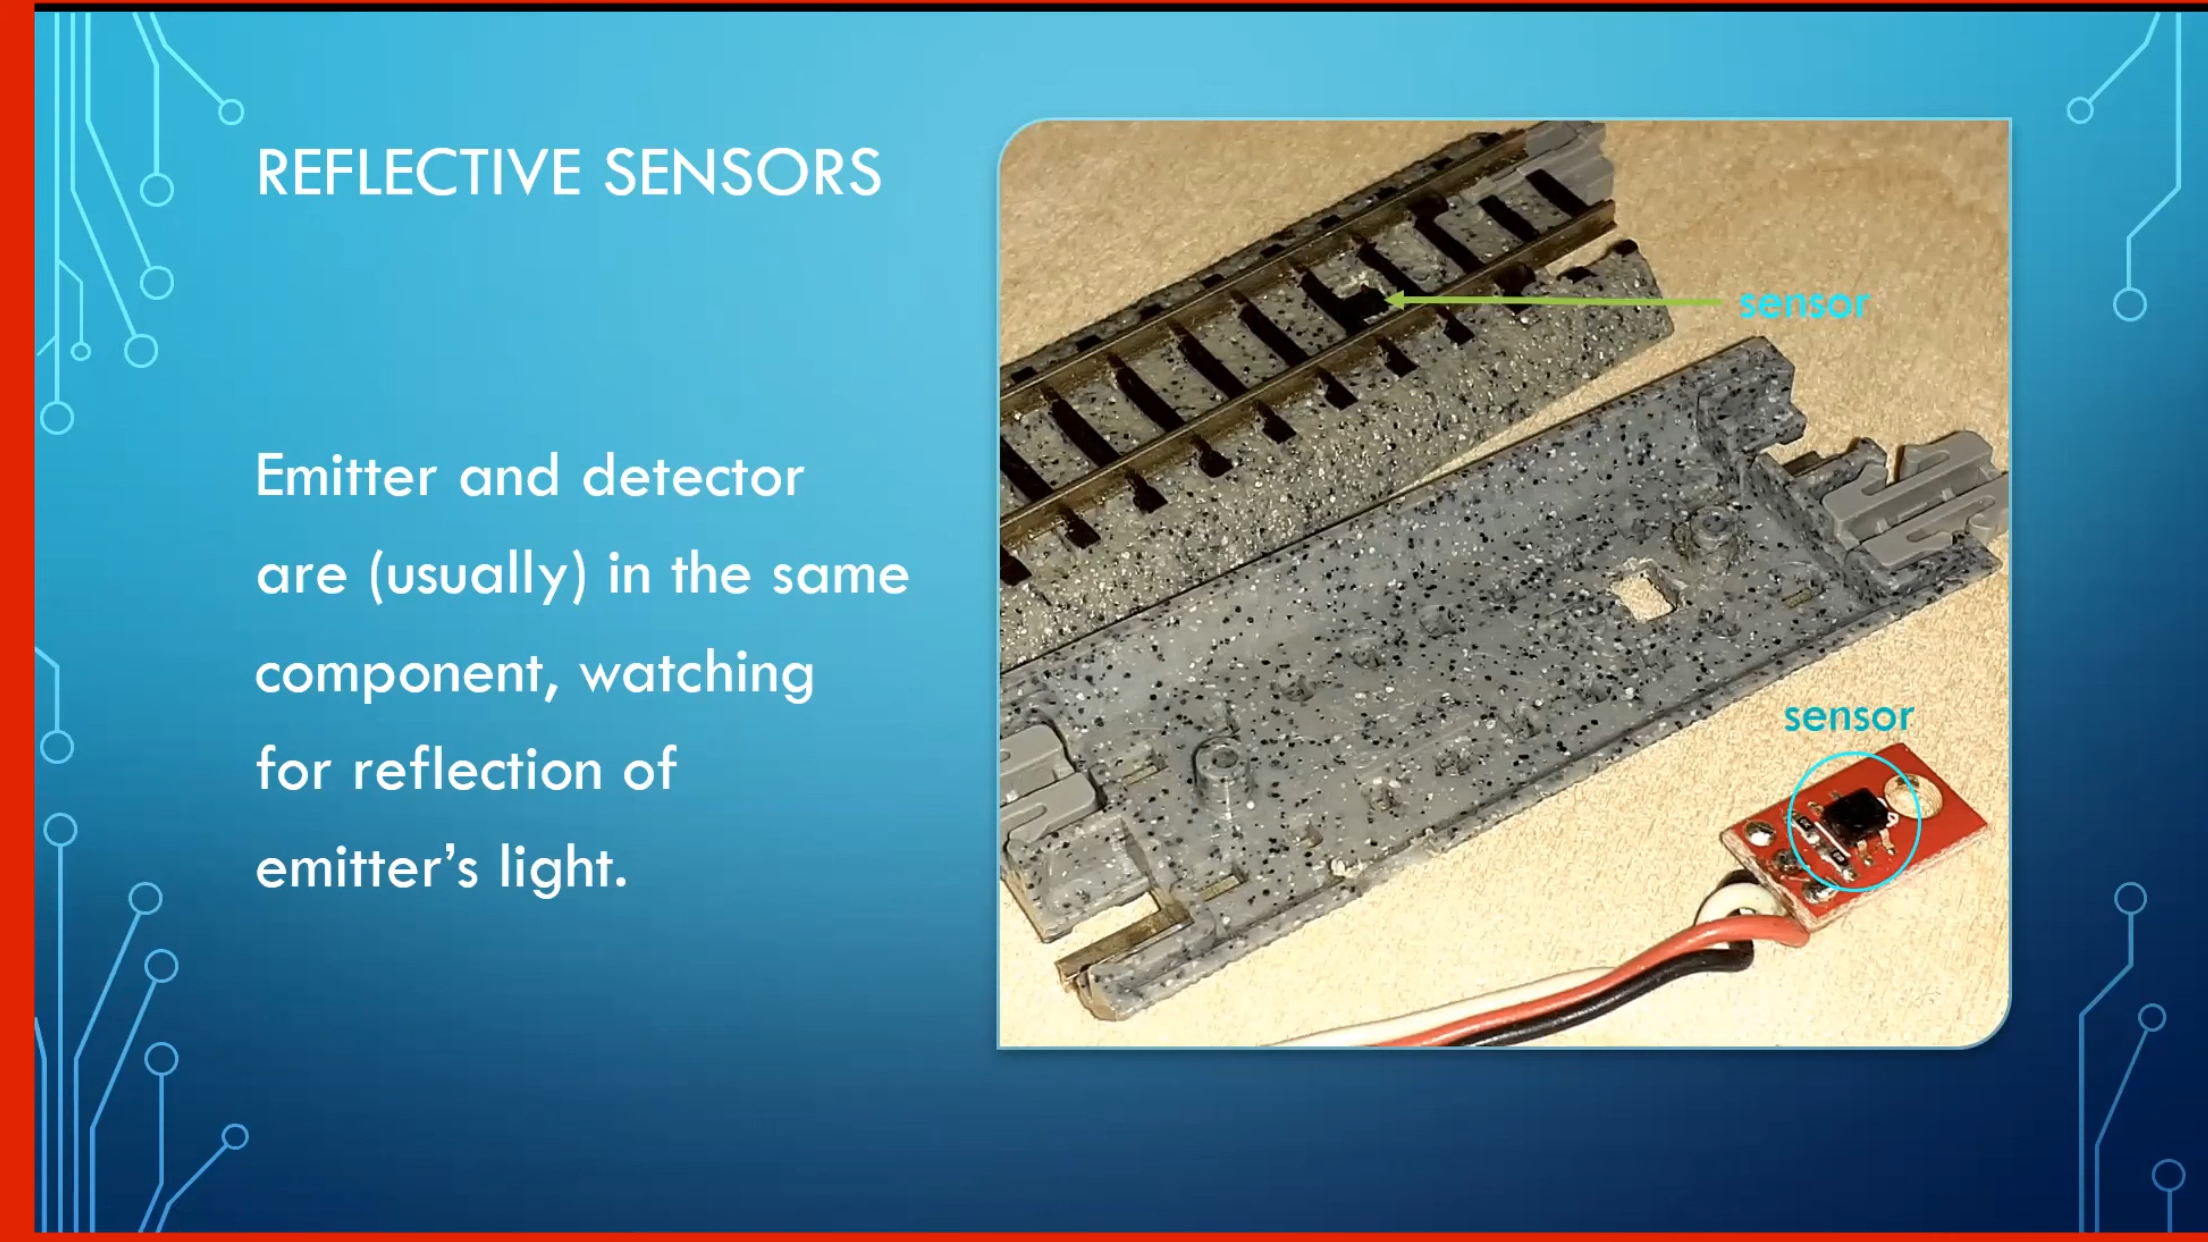 REFLECTIVE SENSORS
Emitter and detector
are (usually) in the same
component, watching
for reflection of
emitter’s light.
sensor
sensor